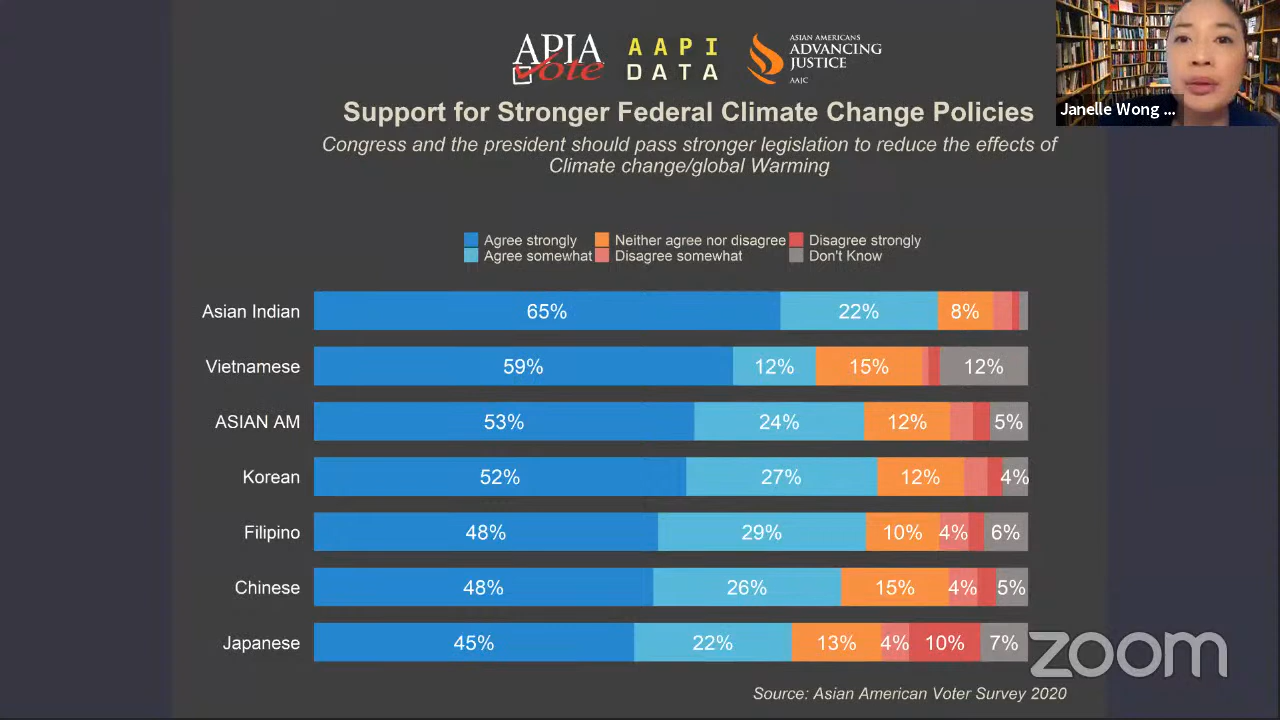 APIA
Vote
AAPI
DATA
ASIAN AMERICANS
ADVANCING
JUSTICE
AAJC
Janelle Wong ...
Support for Stronger Federal Climate Change Policies
Congress and the president should pass stronger legislation to reduce the effects of
Climate change/global Warming
Agree strongly Neither agree nor disagree Disagree strongly
Agree somewhat Disagree somewhat Don't Know
Asian Indian 65% 22% 8%
Vietnamese 59% 12% 15% 12%
ASIAN AM 53% 24% 12% 5%
Korean 52% 27% 12% 4%
Filipino 48% 29% 10% 4% 6%
Chinese 48% 26% 15% 4% 5%
Japanese 45% 22% 13% 4% 10% 7%
zoom
Source: Asian American Voter Survey 2020